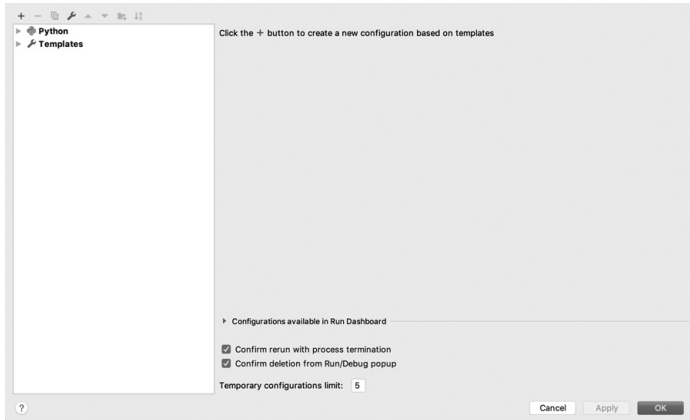 Python
Templates
Click the + button to create a new configuration based on templates
Configurations available in Run Dashboard
Confirm rerun with process termination
Confirm deletion from Run/Debug popup
Temporary configurations limit: 5
? Cancel Apply OK